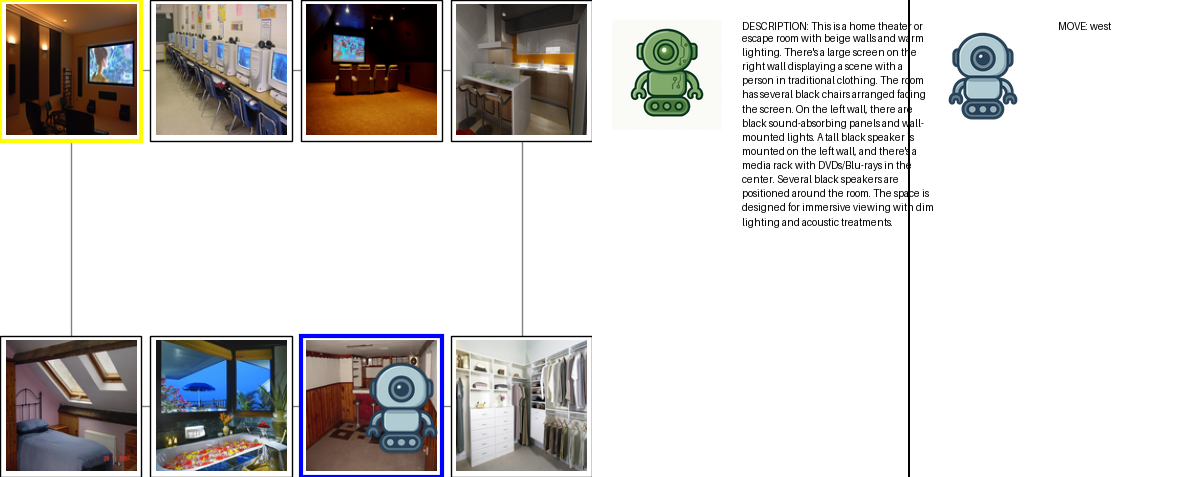 DESCRIPTION: This is a home theater or
escape room with beige walls and warm
lighting. There's a large screen on the
right wall displaying a scene with a
person in traditional clothing. The room
has several black chairs arranged facing
the screen. On the left wall, there are
black sound-absorbing panels and wall-
mounted lights. A tall black speaker is
mounted on the left wall, and there's a
media rack with DVDs/Blu-rays in the
center. Several black speakers are
positioned around the room. The space is
designed for immersive viewing with dim
lighting and acoustic treatments.
MOVE: west